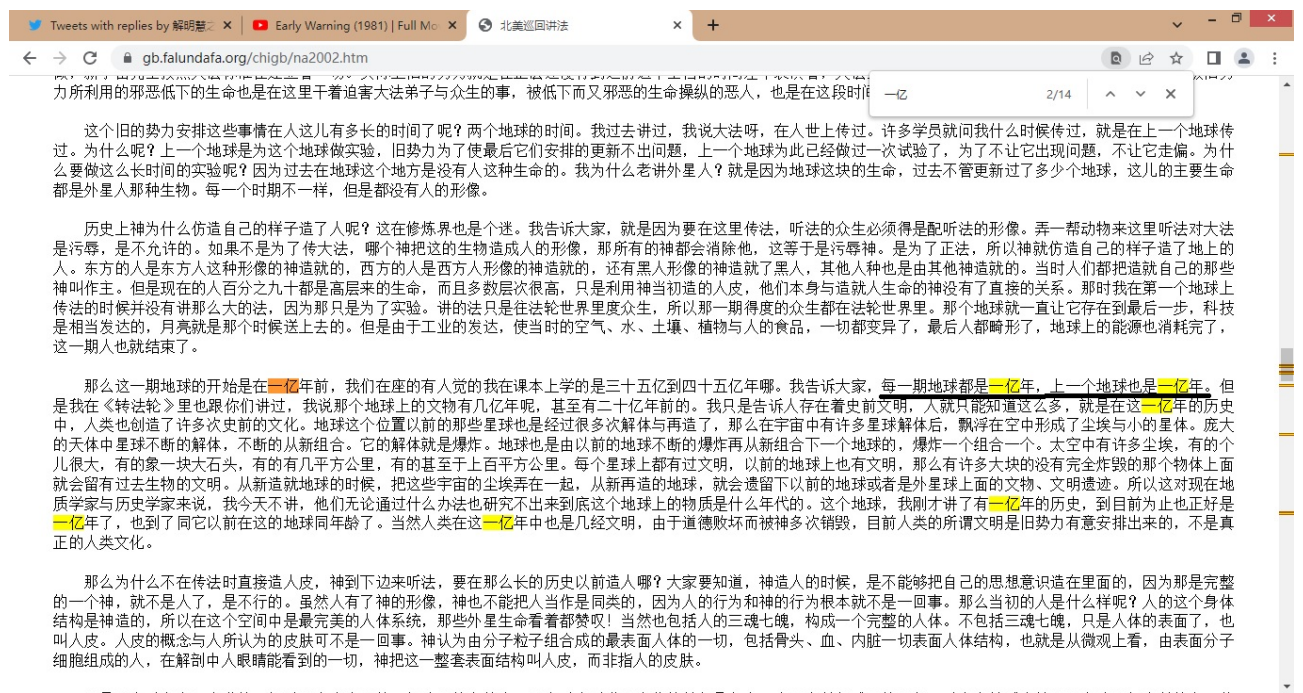 Tweets with replies by 解明慧之
Early Warning (1981) | Full Mo
北美巡回讲法
gb.falundafa.org/chigb/na2002.htm
一亿
2/14
力所利用的邪恶低下的生命也是在这里干着迫害大法弟子与众生的事，被低下而又邪恶的生命操纵的恶人，也是在这段时间
这个旧的势力安排这些事情在人这儿有多长的时间了呢？两个地球的时间。我过去讲过，我说大法呀，在人世上传过。许多学员就问我什么时候传过，就是在上一个地球传
过。为什么呢？上一个地球是为这个地球做实验，旧势力为了使最后它们安排的更新不出问题，上一个地球为此已经做过一次试验了，为了不让它出现问题，不让它走偏。为什
么要做这么长时间的实验呢？因为过去在地球这个地方是没有人这种生命的。我为什么老讲外星人？就是因为地球这块的生命，过去不管更新过了多少个地球，这儿的主要生命
都是外星人那种生物。每一个时期不一样，但是都没有人的形像。
历史上神为什么仿造自己的样子造了人呢？这在修炼界也是个迷。我告诉大家，就是因为要在这里传法，听法的众生必须得是配听法的形像。弄一帮动物来这里听法对大法
是污辱，是不允许的。如果不是为了传大法，哪个神把这的生物造成人的形像，那所有的神都会消除他，这等于是污辱神。是为了正法，所以神就仿造自己的样子造了地上的
人。东方的人是东方人这种形像的神造就的，西方的人是西方人形像的神造就的，还有黑人形像的神造就了黑人，其他人种也是由其他神造就的。当时人们都把造就自己的那些
神叫作主。但是现在的人百分之九十都是高层来的生命，而且多数层次很高，只是利用神当初造的人皮，他们本身与造就人生命的神没有了直接的关系。那时我在第一个地球上
传法的时候并没有讲那么大的法，因为那只是为了实验。讲的法只是在法轮世界里度众生，所以那一期得度的众生都在法轮世界里。那个地球就一直让它存在到最后一步，科技
是相当发达的，月亮就是那个时候送上去的。但是由于工业的发达，使当时的空气、水、土壤、植物与人的食品，一切都变异了，最后人都畸形了，地球上的能源也消耗完了，
这一期人也就结束了。
那么这一期地球的开始是在一亿年前，我们在座的有人觉的我在课本上学的是三十五亿到四十五亿年哪。我告诉大家，每一期地球都是一亿年，上一个地球也是一亿年。但
是我在《转法轮》里也跟你们讲过，我说那个地球上的文物有几亿年呢，甚至有二十亿年前的。我只是告诉人存在着史前文明，人就只能知道这么多，就是在这一亿年的历史
中，人类也创造了许多次史前的文化。地球这个位置以前的那些星球也是经过很多次解体与再造了，那么在宇宙中有许多星球解体后，飘浮在空中形成了尘埃与小的星体。庞大
的天体中星球不断的解体，不断的从新组合。它的解体就是爆炸。地球也是由以前的地球不断的爆炸再从新组合下一个地球的，爆炸一个组合一个。太空中有许多尘埃，有的个
儿很大，有的象一块大石头，有的有几平方公里，有的甚至于上百平方公里。每个星球上都有过文明，以前的地球上也有文明，那么有许多大块的没有完全炸毁的那个物体上面
就会留有过去生物的文明。从新造就地球的时候，把这些宇宙的尘埃弄在一起，从新再造的地球，就会遗留下以前的地球或者是外星球上面的文物、文明遗迹。所以这对现在地
质学家与历史学家来说，我今天不讲，他们无论通过什么办法也研究不出来到底这个地球上的物质是什么年代的。这个地球，我刚才讲了有一亿年的历史，到目前为止也正好是
一亿年了，也到了同它以前在这的地球同年龄了。当然人类在这一亿年中也是几经文明，由于道德败坏而被神多次销毁，目前人类的所谓文明是旧势力有意安排出来的，不是真
正的人类文化。
那么为什么不在传法时直接造人皮，神到下边来听法，要在那么长的历史以前造人哪？大家要知道，神造人的时候，是不能够把自己的思想意识造在里面的，因为那是完整
的一个神，就不是人了，是不行的。虽然人有了神的形像，神也不能把人当作是同类的，因为人的行为和神的行为根本就不是一回事。那么当初的人是什么样呢？人的这个身体
结构是神造的，所以在这个空间中是最完美的人体系统，那些外星生命看着都赞叹！当然也包括人的三魂七魄，构成一个完整的人体。不包括三魂七魄，只是人体的表面了，也
叫人皮。人皮的概念与人所认为的皮肤可不是一回事。神认为由分子粒子组合成的最表面人体的一切，包括骨头、血、内脏一切表面人体结构，也就是从微观上看，由表面分子
细胞组成的人，在解剖中人眼睛能看到的一切，神把这一整套表面结构叫人皮，而非指人的皮肤。